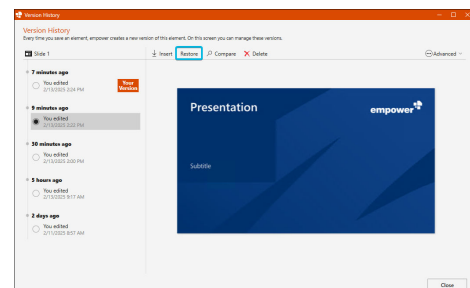 Version History
Version History
Every time you save an element, empower creates a new version of this element. On this screen you can manage these versions.
Slide 1
Insert Restore Compare Delete Advanced
7 minutes ago
You edited
2/13/2025 2:24 PM
Your Version
9 minutes ago
You edited
2/13/2025 2:22 PM
30 minutes ago
You edited
2/13/2025 2:00 PM
5 hours ago
You edited
2/13/2025 9:17 AM
2 days ago
You edited
2/11/2025 8:57 AM
Presentation
empower
Subtitle
Close